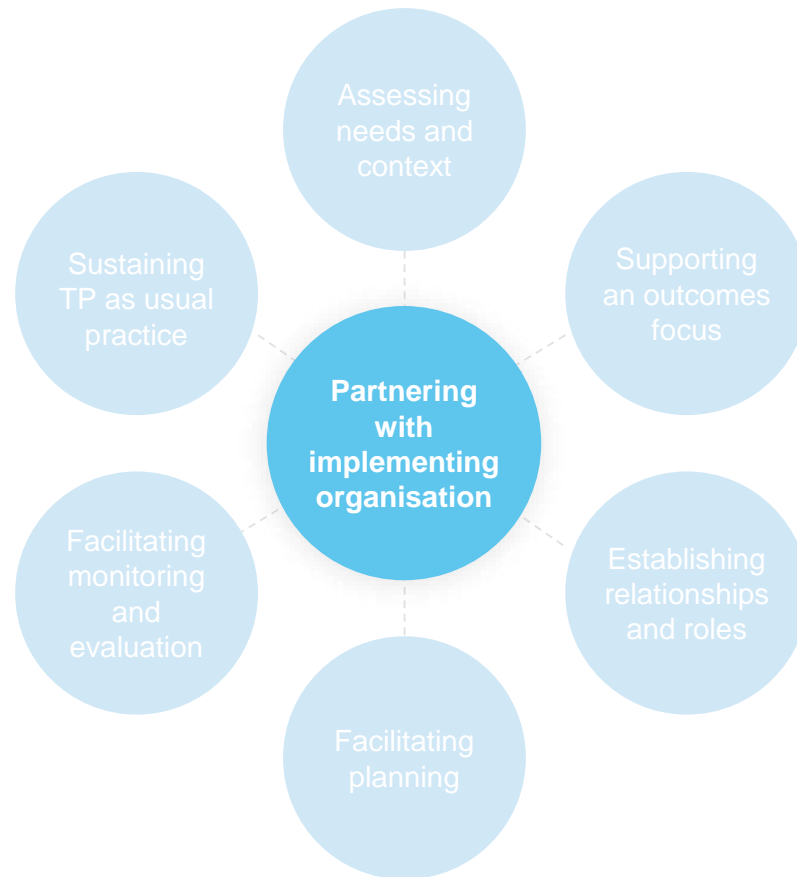 Assessing
needs and
context
Supporting
an outcomes
focus
Establishing
relationships
and roles
Facilitating
planning
Facilitating
monitoring
and
evaluation
Sustaining
TP as usual
practice
Partnering
with
implementing
organisation